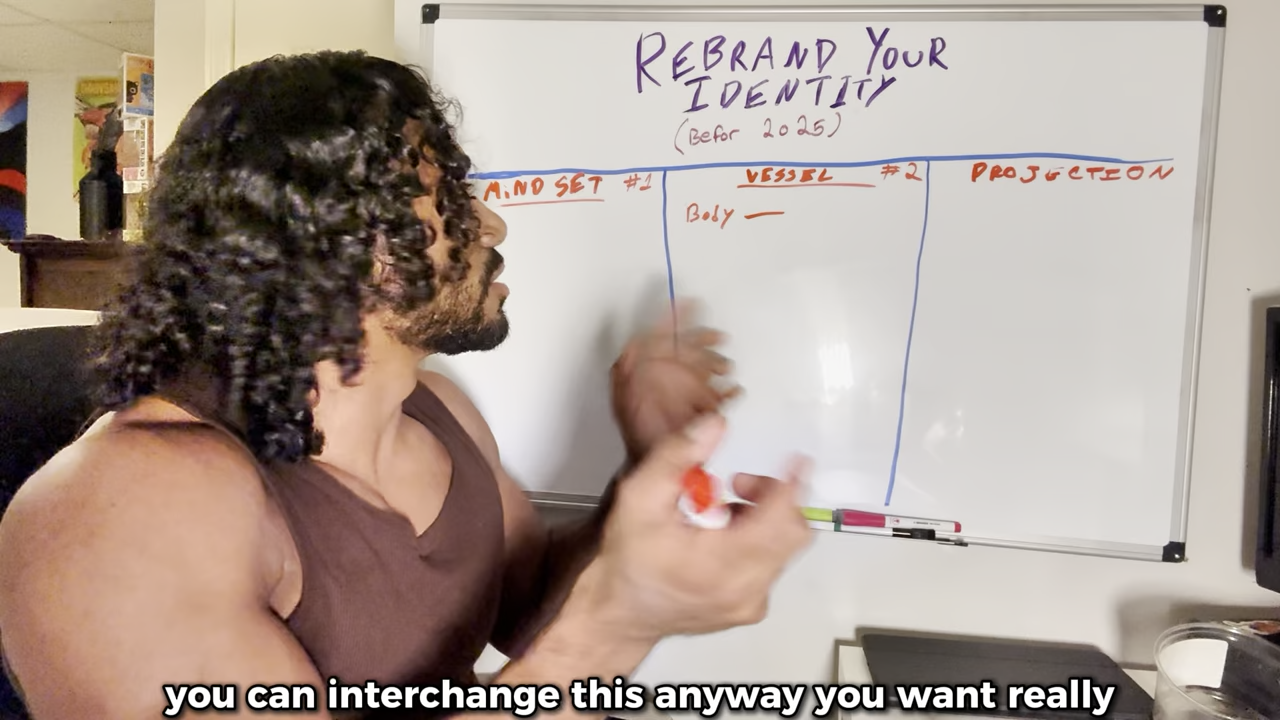 REBRAND YOUR
IDENTITY
(Befor 2025)
MINDSET #1
VESSEL #2
PROJECTION
Body —
you can interchange this anyway you want really